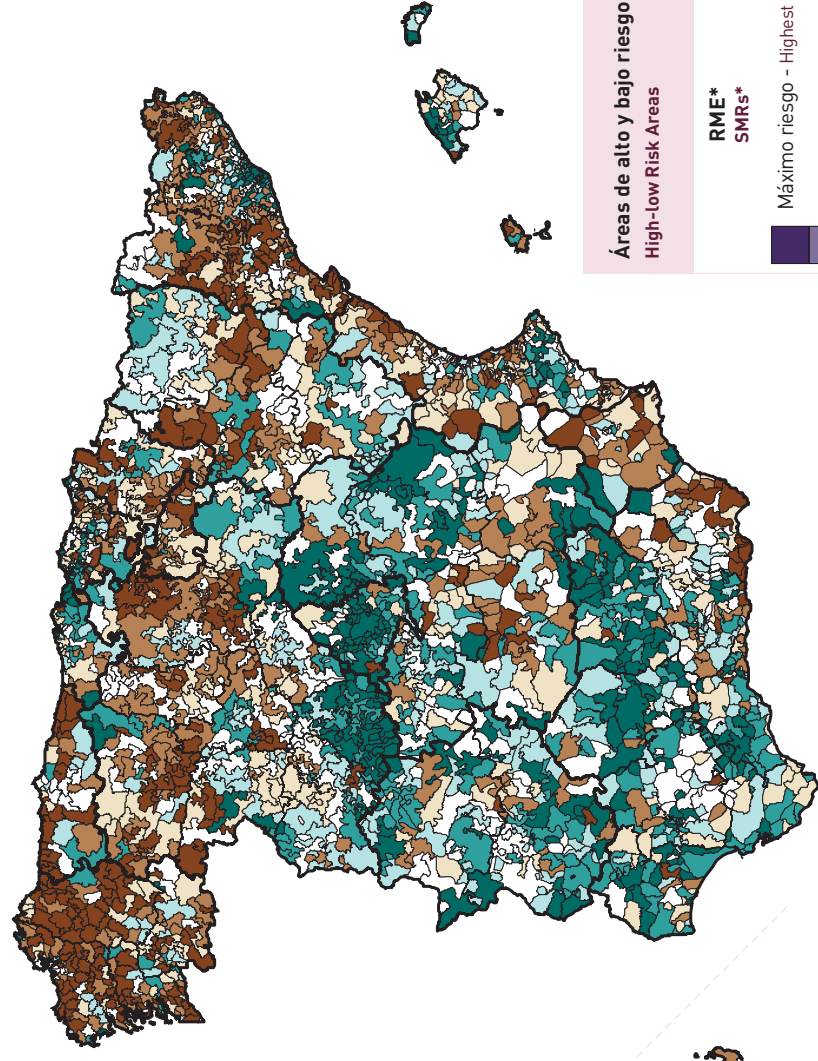 Áreas de alto y bajo riesgo
High-low Risk Areas
RME*
SMRs*
Máximo riesgo - Highest